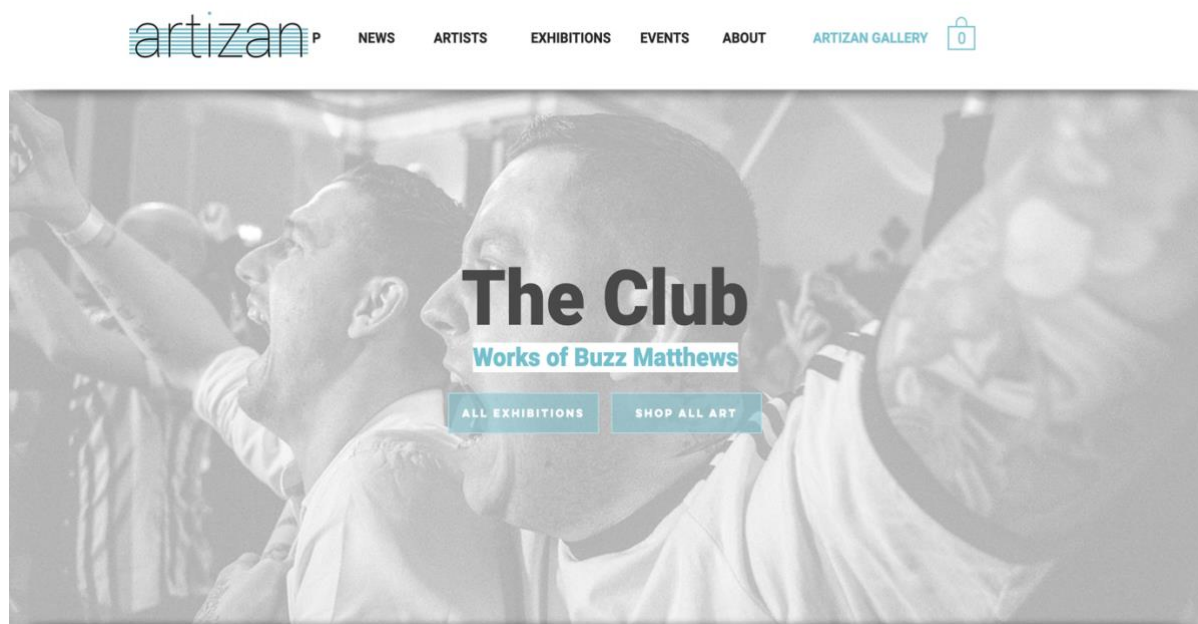 artizan P NEWS ARTISTS EXHIBITIONS EVENTS ABOUT ARTIZAN GALLERY 0
The Club
Works of Buzz Matthews
ALL EXHIBITIONS SHOP ALL ART